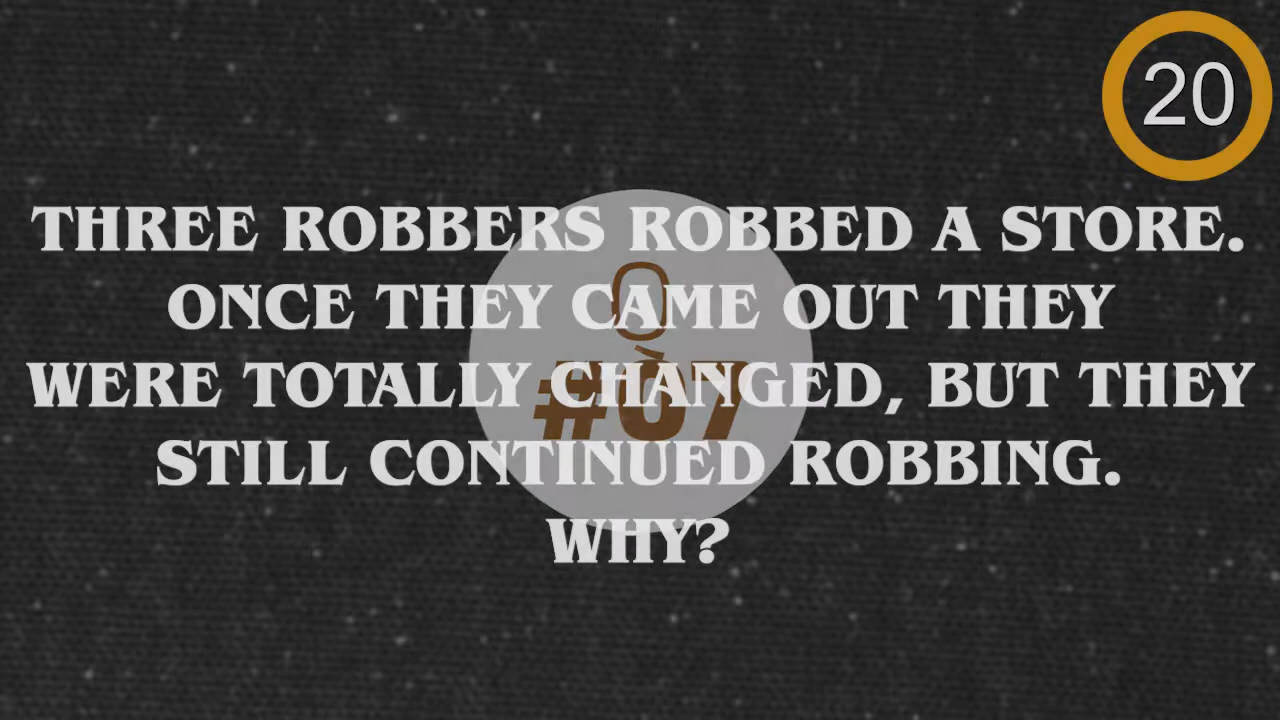 20
THREE ROBBERS ROBBED A STORE.
ONCE THEY CAME OUT THEY
WERE TOTALLY CHANGED, BUT THEY
STILL CONTINUED ROBBING.
WHY?
#07